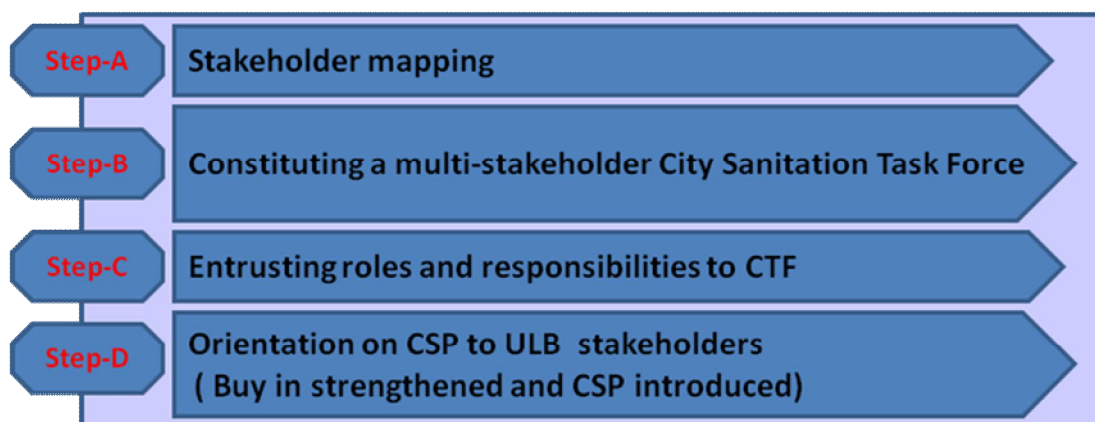 Step-A
Stakeholder mapping
Step-B
Constituting a multi-stakeholder City Sanitation Task Force
Step-C
Entrusting roles and responsibilities to CTF
Step-D
Orientation on CSP to ULB  stakeholders
( Buy in strengthened and CSP introduced)